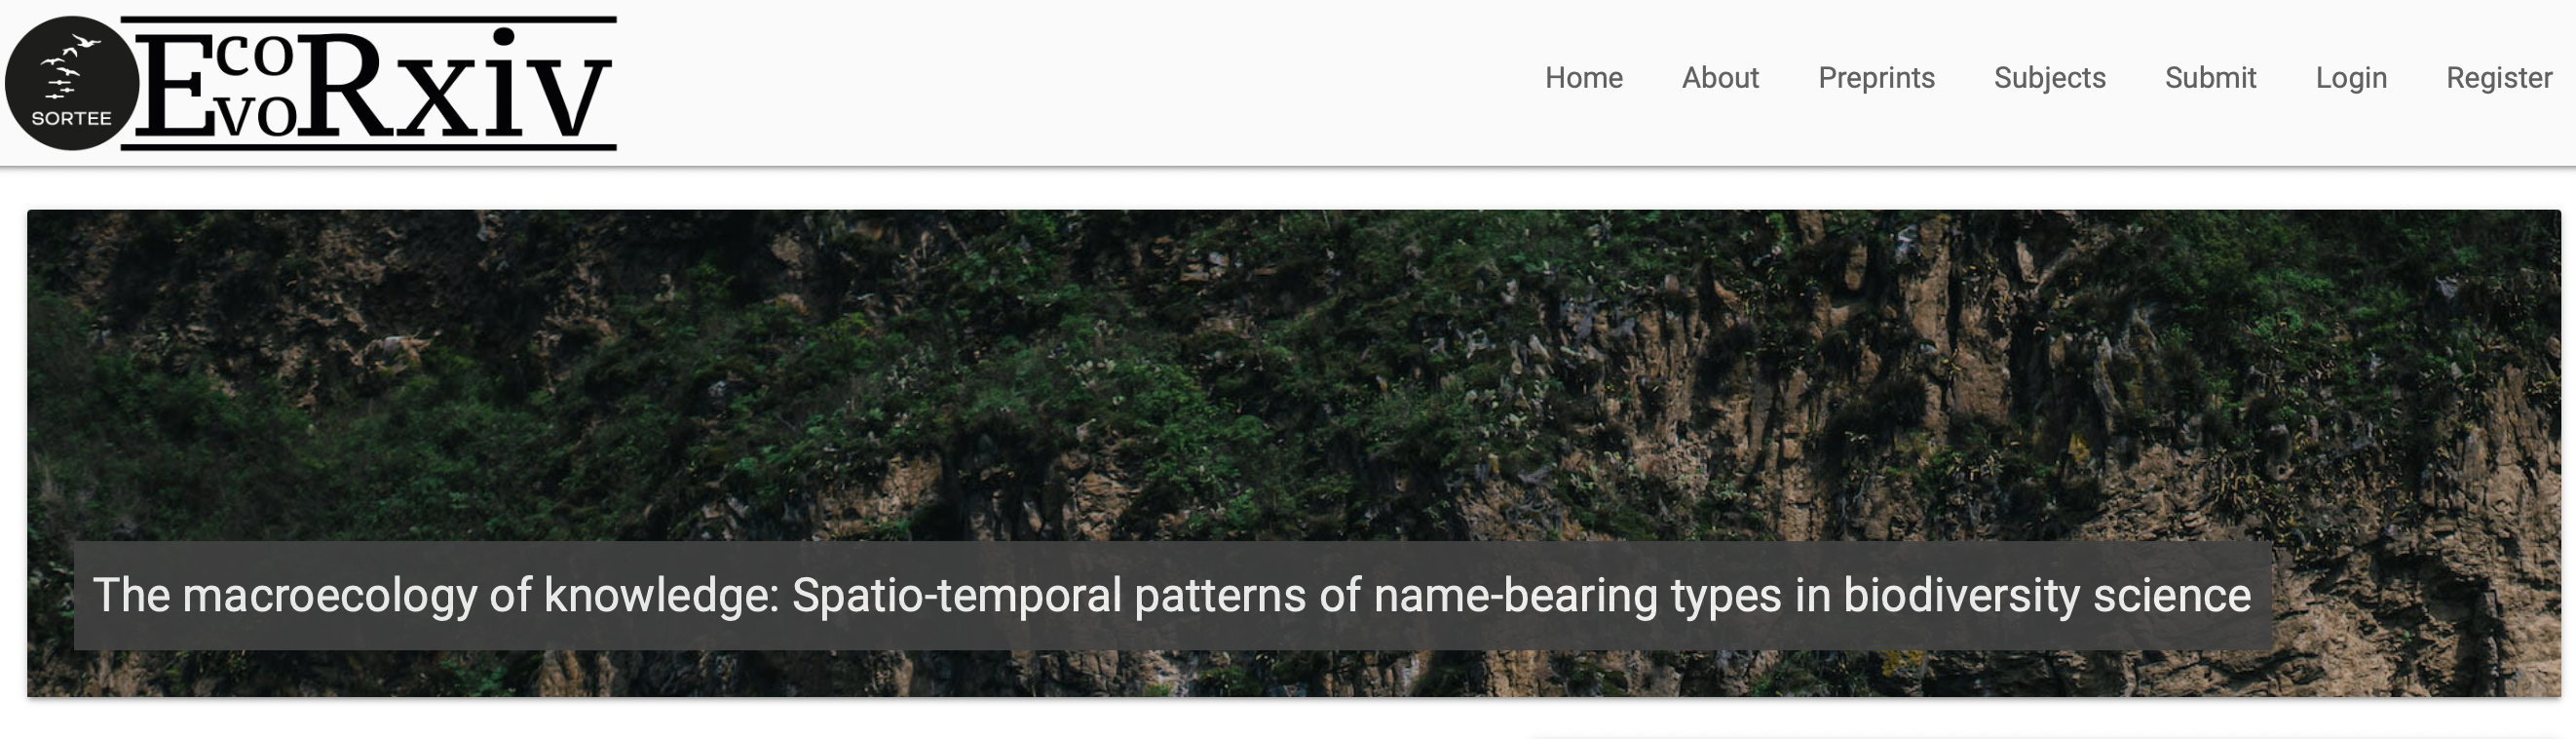 SORTEE
EcoEvoRxiv
Home About Preprints Subjects Submit Login Register
The macroecology of knowledge: Spatio-temporal patterns of name-bearing types in biodiversity science